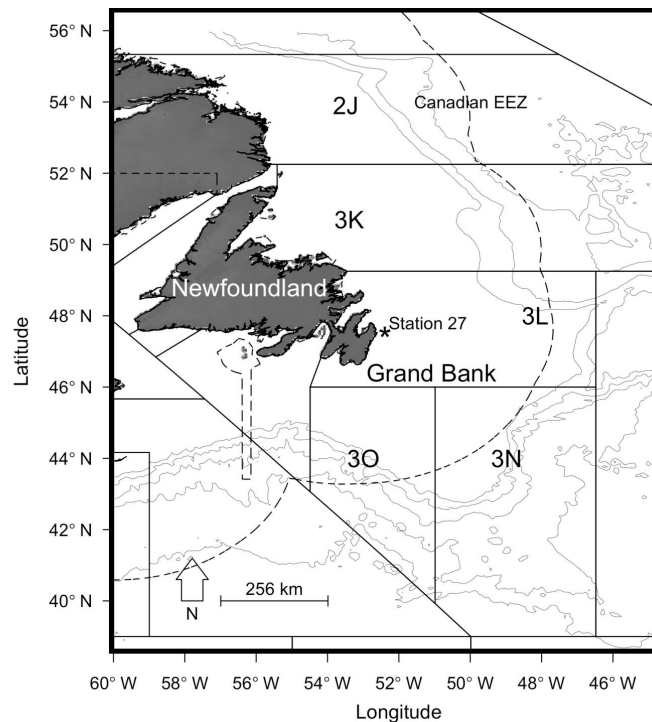 56° N
54° N
52° N
50° N
48° N
46° N
44° N
42° N
40° N
Latitude
2J
Canadian EEZ
3K
Newfoundland
Station 27
*
3L
Grand Bank
3O
3N
256 km
N
60° W
58° W
56° W
54° W
52° W
50° W
48° W
46° W
Longitude